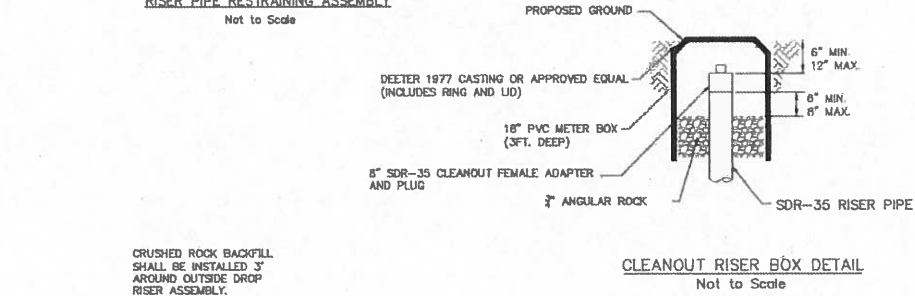 RISER PIPE RESTRAINING ASSEMBLY
Not to Scale
PROPOSED GROUND
6" MIN.
12" MAX.
DEETER 1977 CASTING OR APPROVED EQUAL
(INCLUDES RING AND LID)
6" MIN.
8" MAX.
18" PVC METER BOX
(3FT. DEEP)
8" SDR-35 CLEANOUT FEMALE ADAPTER
AND PLUG
ANGULAR ROCK
SDR-35 RISER PIPE
CRUSHED ROCK BACKFILL
SHALL BE INSTALLED 3'
AROUND OUTSIDE DROP
RISER ASSEMBLY.
CLEANOUT RISER BOX DETAIL
Not to Scale